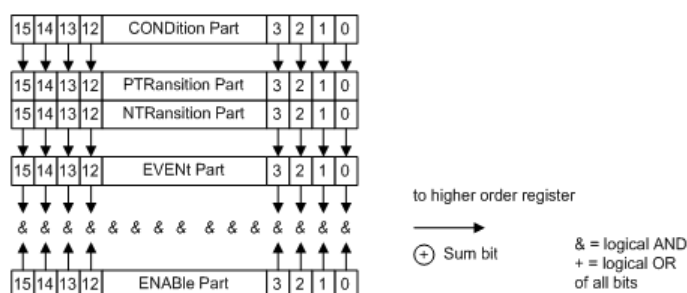 15 14 13 12 CONDition Part 3 2 1 0
15 14 13 12 PTRansition Part 3 2 1 0
15 14 13 12 NTRansition Part 3 2 1 0
15 14 13 12 EVENt Part 3 2 1 0
to higher order register
& & & & & & & & & & & & & & & &
+ Sum bit
& = logical AND
+ = logical OR
of all bits
15 14 13 12 ENABle Part 3 2 1 0